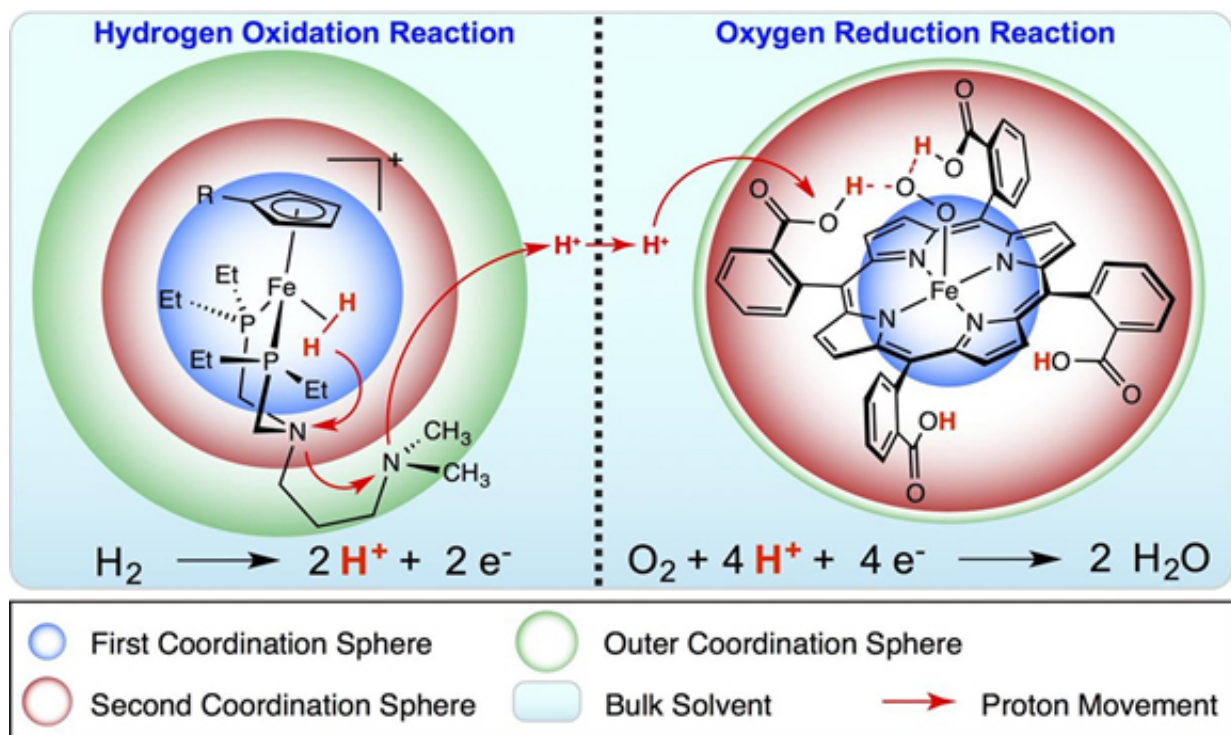 Hydrogen Oxidation Reaction
Oxygen Reduction Reaction
+
R
Fe
H
H
Et
Et
P
Et
P
Et
N
N
CH₃
CH₃
H⁺
H⁺
O
O
H
O
H
O
O
O
O
N
N
Fe
N
N
HO
O
OH
O
H₂ → 2 H⁺ + 2 e⁻
O₂ + 4 H⁺ + 4 e⁻ → 2 H₂O
First Coordination Sphere
Outer Coordination Sphere
Second Coordination Sphere
Bulk Solvent
Proton Movement